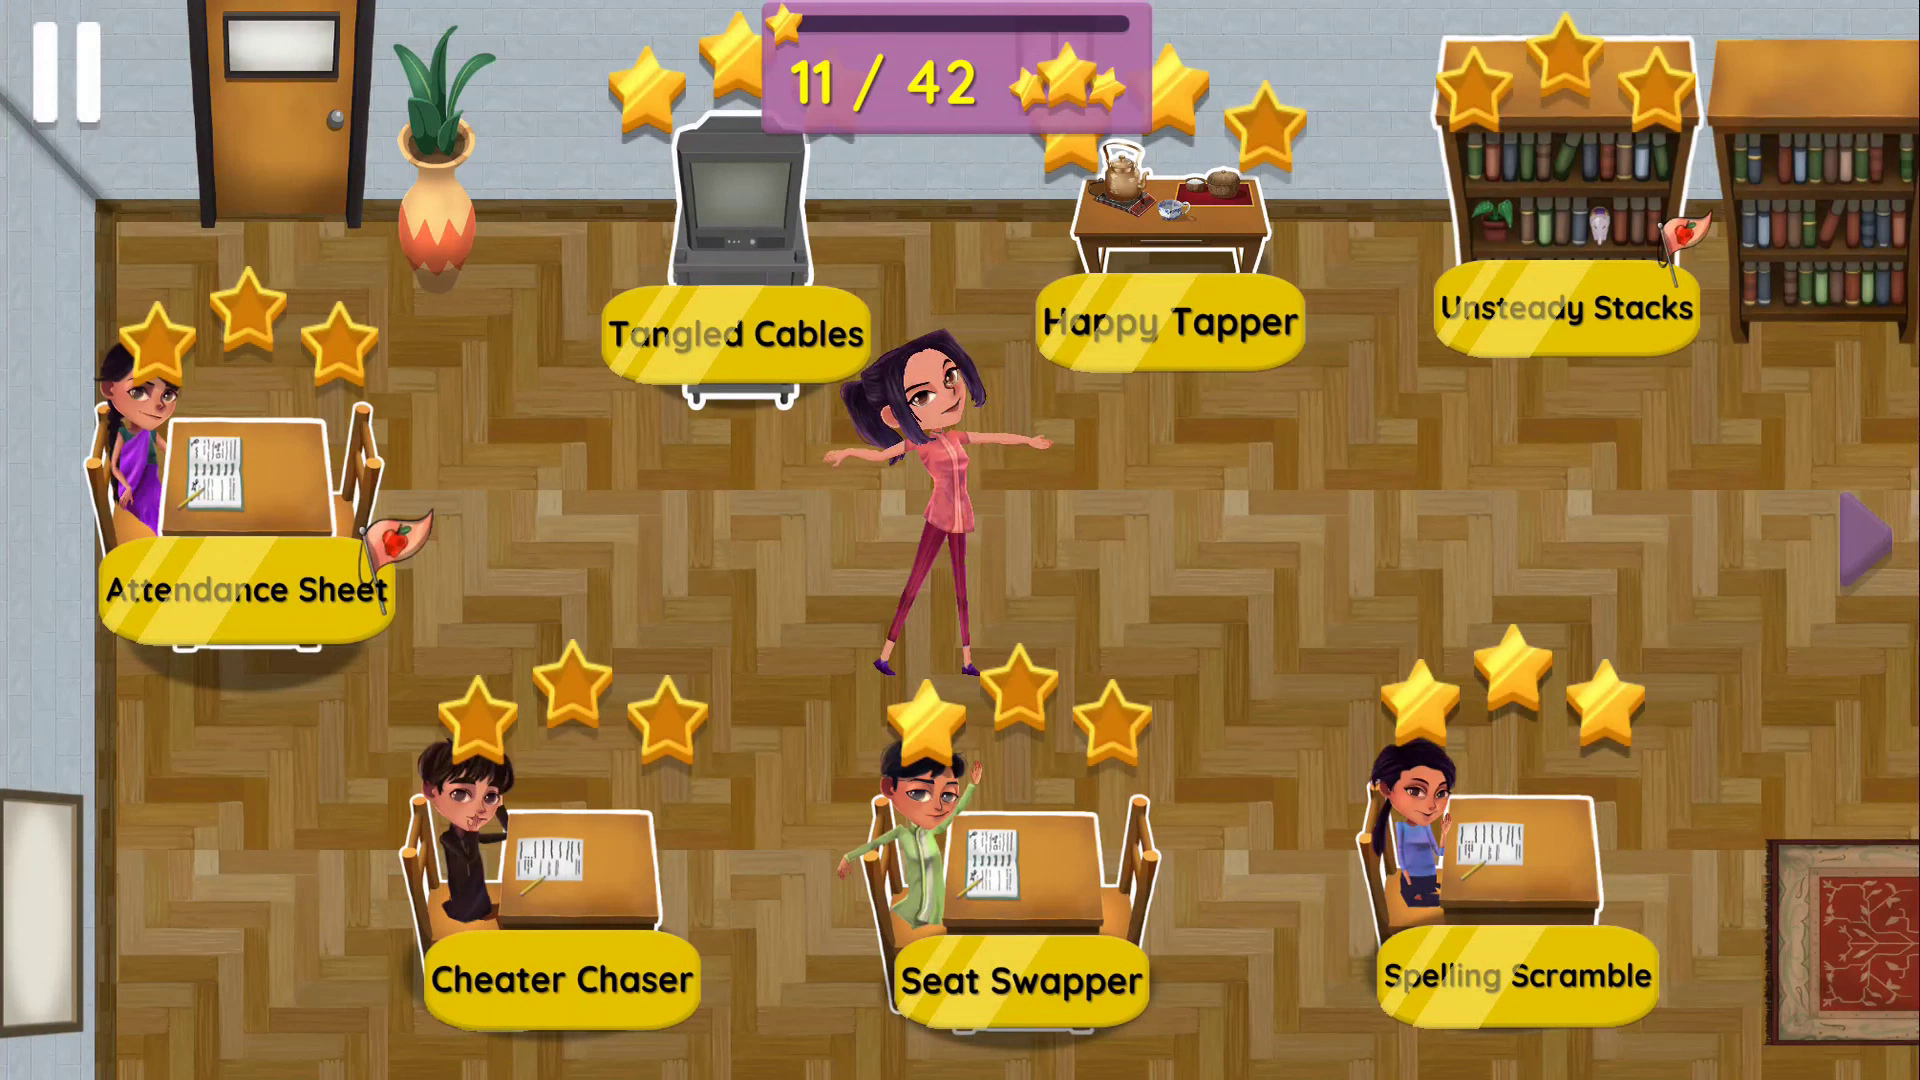 11 / 42
Tangled Cables
Happy Tapper
Unsteady Stacks
Attendance Sheet
Cheater Chaser
Seat Swapper
Spelling Scramble